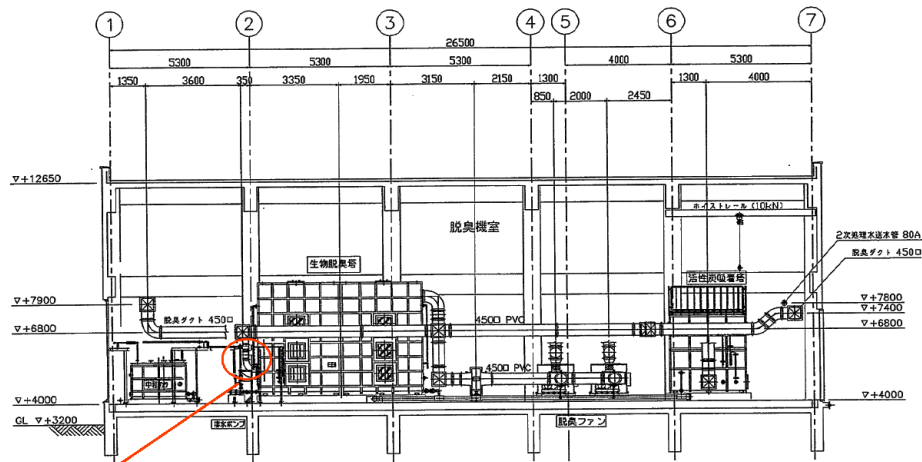 1 2 3 4 5 6 7
26500
5300 5300 5300 4000 5300
1350 3600 350 3350 1950 3150 2150 1300 1300 4000
850 2000 2450
▽+12650
ホイストレール (10kN)
脱臭機室
2次処理水送水管 80A
脱臭ダクト 450□
生物脱臭塔
活性炭吸着塔
▽+7900
▽+7800
▽+7400
脱臭ダクト 450□
450□ PVC
▽+6800
▽+6800
450□ PVC
▽+4000
▽+4000
GL ▽+3200
脱臭ファン